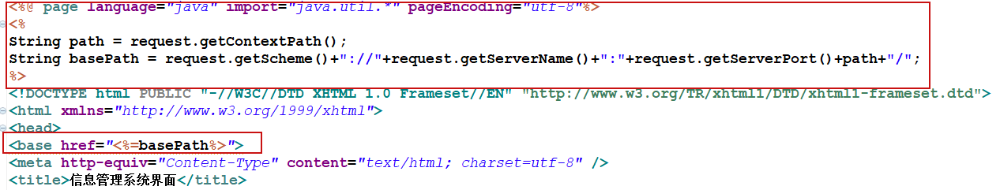 <%@ page language="java" import="java.util.*" pageEncoding="utf-8"%>
<%
String path = request.getContextPath();
String basePath = request.getScheme()+"://"+request.getServerName()+":"+request.getServerPort()+path+"/";
%>
<!DOCTYPE html PUBLIC "-//W3C//DTD XHTML 1.0 Frameset//EN" "http://www.w3.org/TR/xhtml1/DTD/xhtml1-frameset.dtd">
<html xmlns="http://www.w3.org/1999/xhtml">
<head>
<base href="<%=basePath%>">
<meta http-equiv="Content-Type" content="text/html; charset=utf-8" />
<title>信息管理系统界面</title>